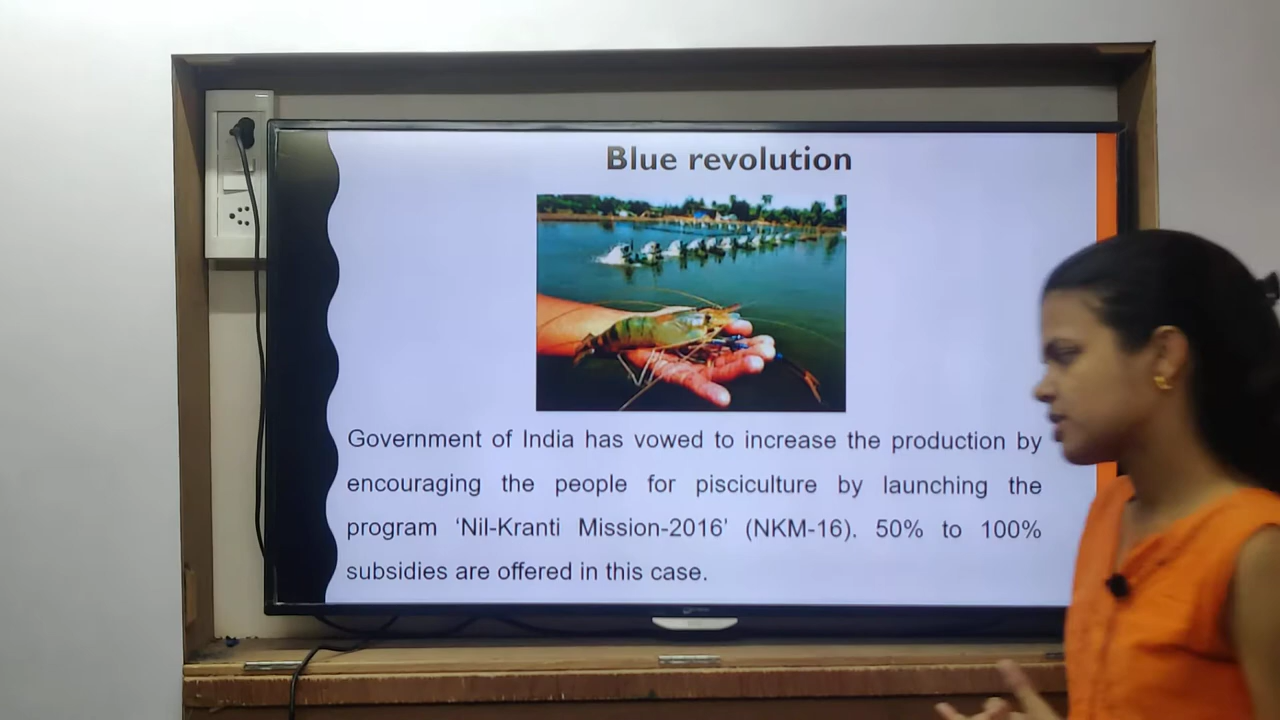 Blue revolution
Government of India has vowed to increase the production by
encouraging the people for pisciculture by launching the
program ‘Nil-Kranti Mission-2016’ (NKM-16). 50% to 100%
subsidies are offered in this case.